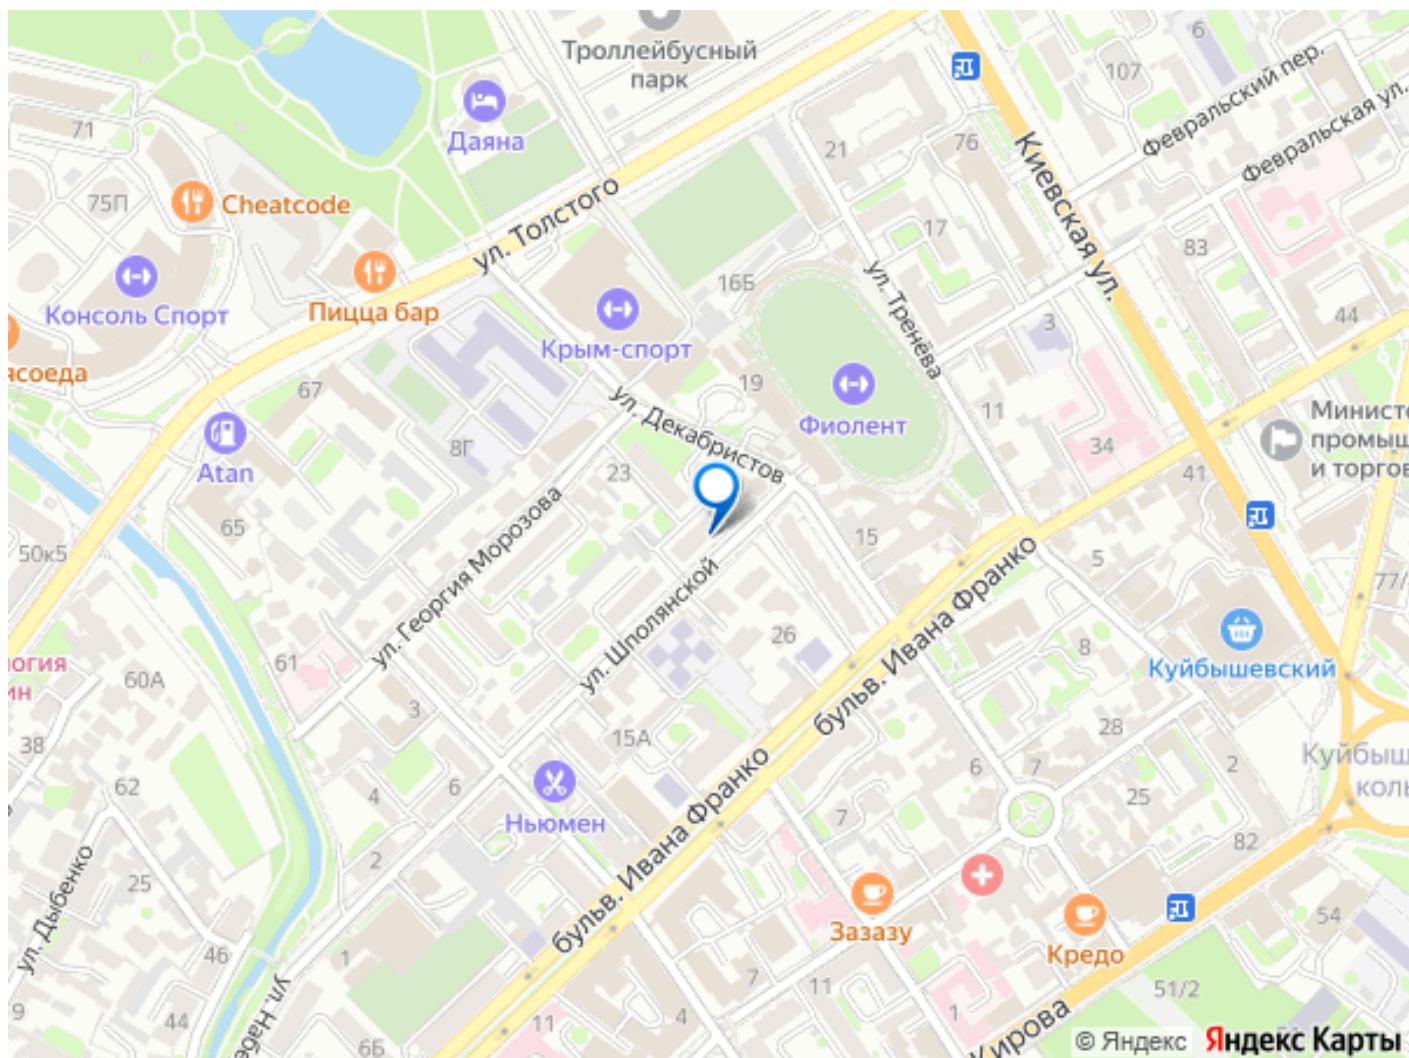 Троллейбусный
парк
6
107
Февральский пер.
Февральская ул.
71
Даяна
21
76
Киевская ул.
75П
Cheatcode
ул. Толстого
17
83
Консоль Спорт
Пицца бар
16Б
ул. Тренёва
Крым-спорт
3
44
67
19
ул. Декабристов
Фиолент
11
34
8Г
Atan
23
41
65
ул. Георгия Морозова
15
50к5
5
бульв. Ивана Франко
ул. Шполянской
26
8
Куйбышевский
61
60А
3
15А
28
38
62
6
7
2
25
4
6
Ньюмен
7
бульв. Ивана Франко
82
2
ул. Дыбенко
25
Зазазу
Кредо
54
46
1
7
11
51/2
44
6Б
11
4
1
Кирова
© Яндекс
Яндекс Карты